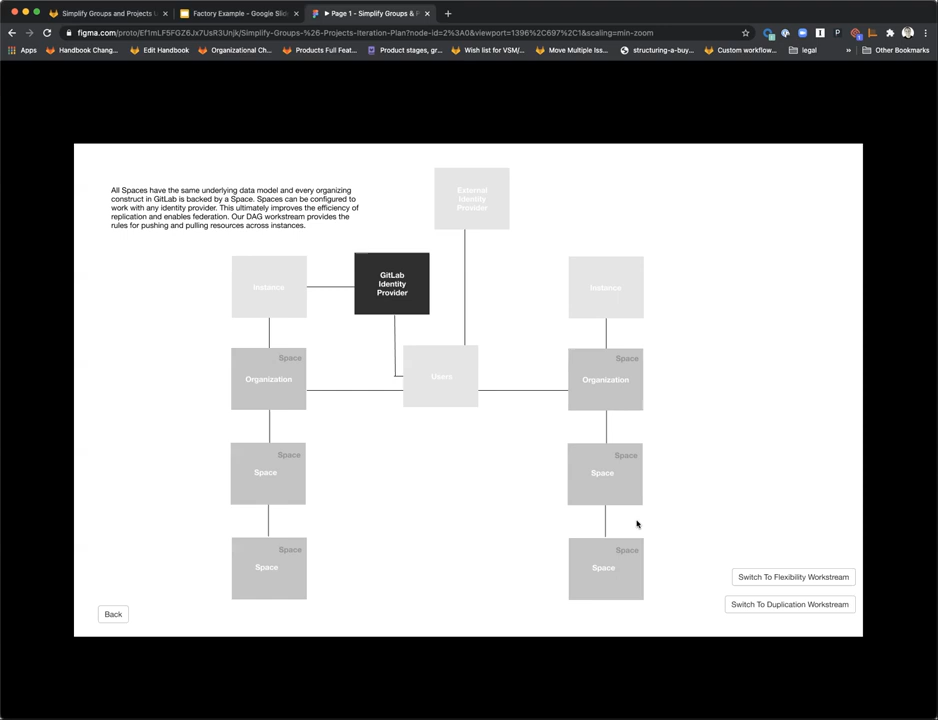 Simplify Groups and Projects L
Factory Example - Google Slid
Page 1 - Simplify Groups & P
figma.com/proto/Ef1mLF5FGZ6Jx7UsR3Unjk/Simplify-Groups-%26-Projects-Iteration-Plan?node-id=2%3A0&viewport=1396%2C697%2C1&scaling=min-zoom
Apps
Handbook Chang...
Edit Handbook
Organizational Ch...
Products Full Feat...
Product stages, gr...
Wish list for VSM/...
Move Multiple Iss...
structuring-a-buy...
Custom workflow...
legal
»
Other Bookmarks
All Spaces have the same underlying data model and every organizing
construct in GitLab is backed by a Space. Spaces can be configured to
work with any identity provider. This ultimately improves the efficiency of
replication and enables federation. Our DAG workstream provides the
rules for pushing and pulling resources across instances.
External
Identity
Provider
Instance
GitLab
Identity
Provider
Instance
Space
Organization
Users
Space
Organization
Space
Space
Space
Space
Space
Space
Space
Space
Switch To Flexibility Workstream
Switch To Duplication Workstream
Back